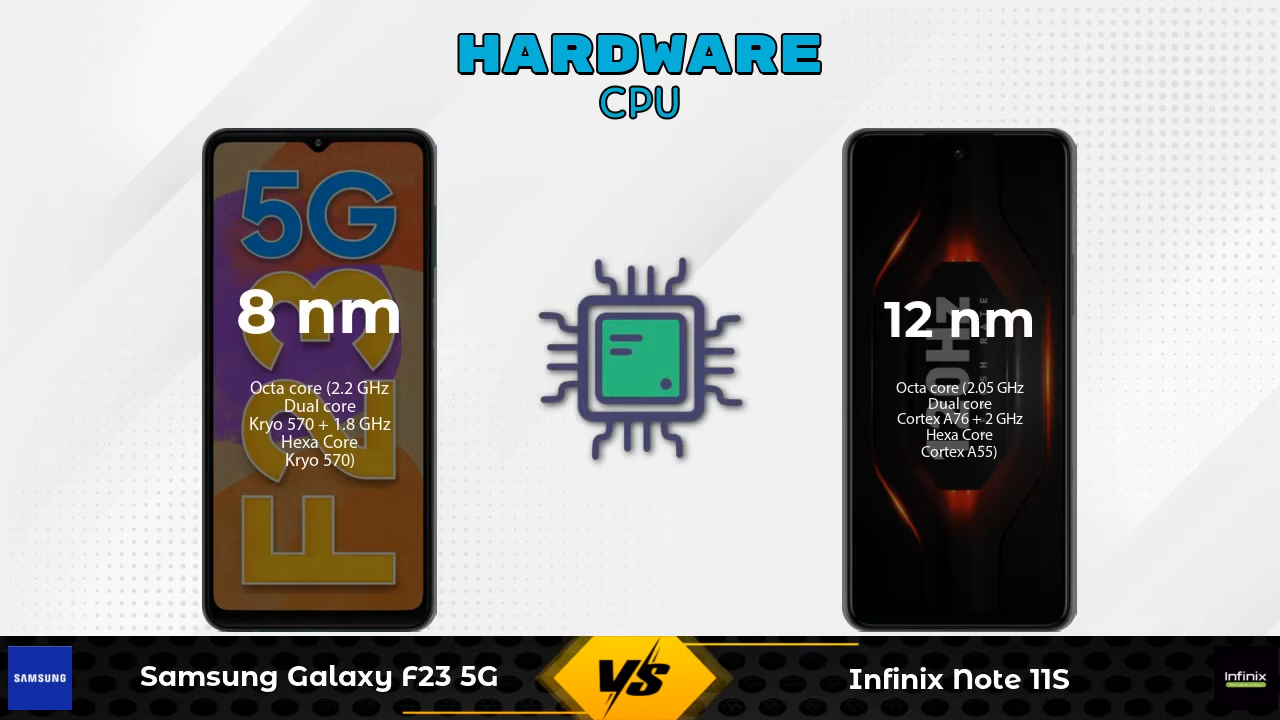 HARDWARE
CPU
5G
F23
8 nm
Octa core (2.2 GHz
Dual core
Kryo 570 + 1.8 GHz
Hexa Core
Kryo 570)
12 nm
Octa core (2.05 GHz
Dual core
Cortex A76 + 2 GHz
Hexa Core
Cortex A55)
SAMSUNG
Samsung Galaxy F23 5G
VS
Infinix Note 11S
Infinix